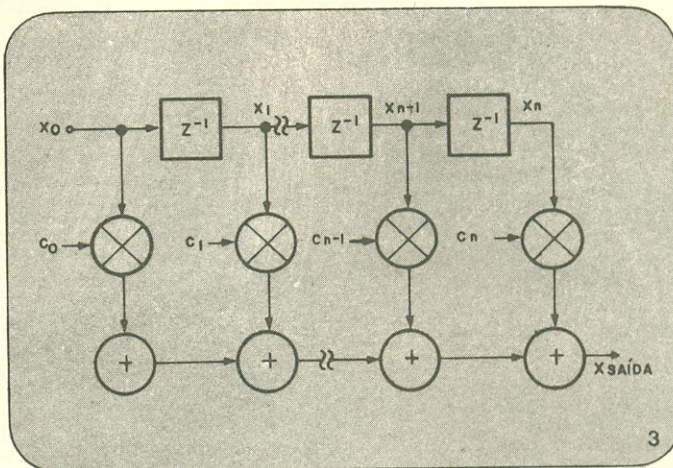 X0 Z⁻¹ X1 Z⁻¹ Xn+1 Z⁻¹ Xn
C0 C1 Cn-1 Cn
+ + + + XSAÍDA
3